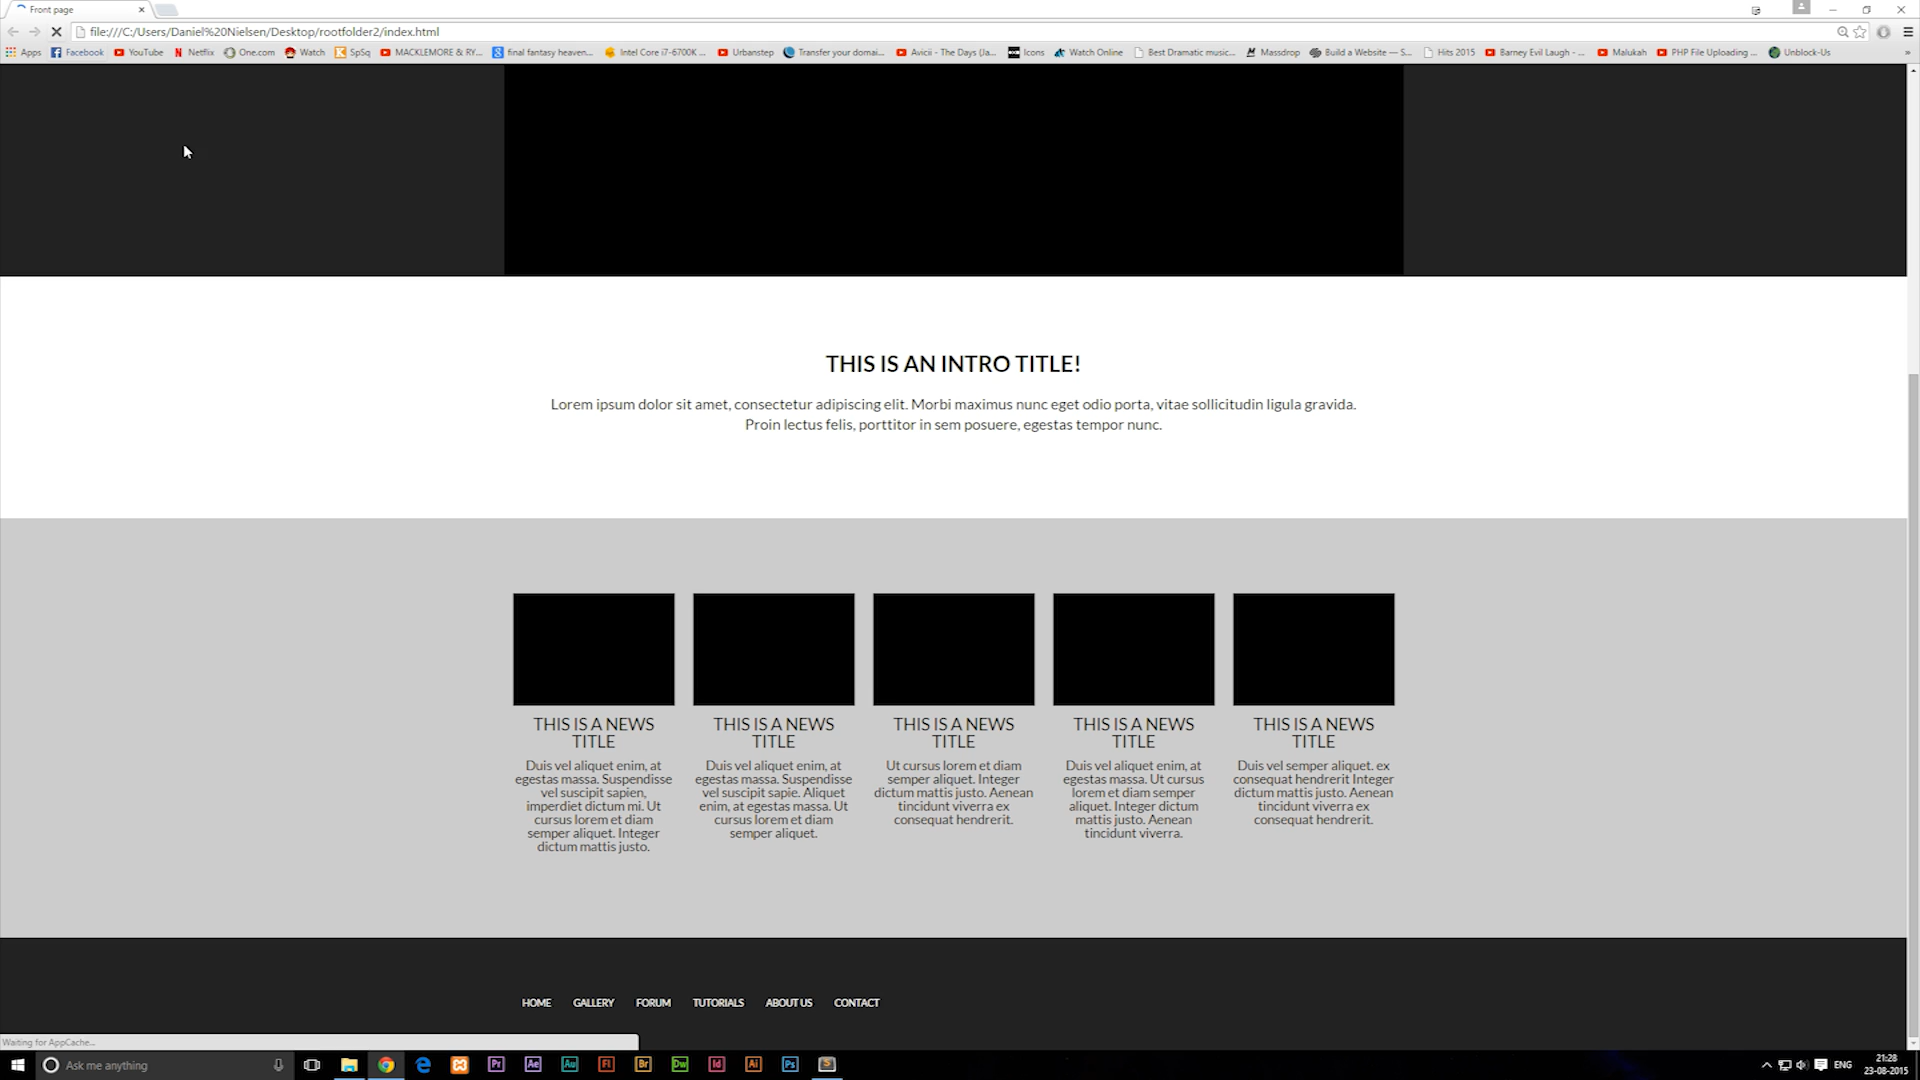 Front page
file:///C:/Users/Daniel%20Nielsen/Desktop/rootfolder2/index.html
Apps Facebook YouTube Netflix One.com Watch SpSq MACKLEMORE & RY... final fantasy heaven... Intel Core i7-6700K ... Urbanstep Transfer your domai... Avicii - The Days (Ja... Icons Watch Online Best Dramatic music... Massdrop Build a Website — S... Hits 2015 Barney Evil Laugh - ... Malukah PHP File Uploading ... Unblock-Us »
THIS IS AN INTRO TITLE!
Lorem ipsum dolor sit amet, consectetur adipiscing elit. Morbi maximus nunc eget odio porta, vitae sollicitudin ligula gravida.
Proin lectus felis, porttitor in sem posuere, egestas tempor nunc.
THIS IS A NEWS
TITLE
Duis vel aliquet enim, at
egestas massa. Suspendisse
vel suscipit sapien,
imperdiet dictum mi. Ut
cursus lorem et diam
semper aliquet. Integer
dictum mattis justo.
THIS IS A NEWS
TITLE
Duis vel aliquet enim, at
egestas massa. Suspendisse
vel suscipit sapie. Aliquet
enim, at egestas massa. Ut
cursus lorem et diam
semper aliquet.
THIS IS A NEWS
TITLE
Ut cursus lorem et diam
semper aliquet. Integer
dictum mattis justo. Aenean
tincidunt viverra ex
consequat hendrerit.
THIS IS A NEWS
TITLE
Duis vel aliquet enim, at
egestas massa. Ut cursus
lorem et diam semper
aliquet. Integer dictum
mattis justo. Aenean
tincidunt viverra.
THIS IS A NEWS
TITLE
Duis vel semper aliquet. ex
consequat hendrerit Integer
dictum mattis justo. Aenean
tincidunt viverra ex
consequat hendrerit.
HOME GALLERY FORUM TUTORIALS ABOUT US CONTACT
Waiting for AppCache...
Ask me anything Pr Ae Au Fl Br Dw Id Ai Ps S ENG
21:28
23-08-2015